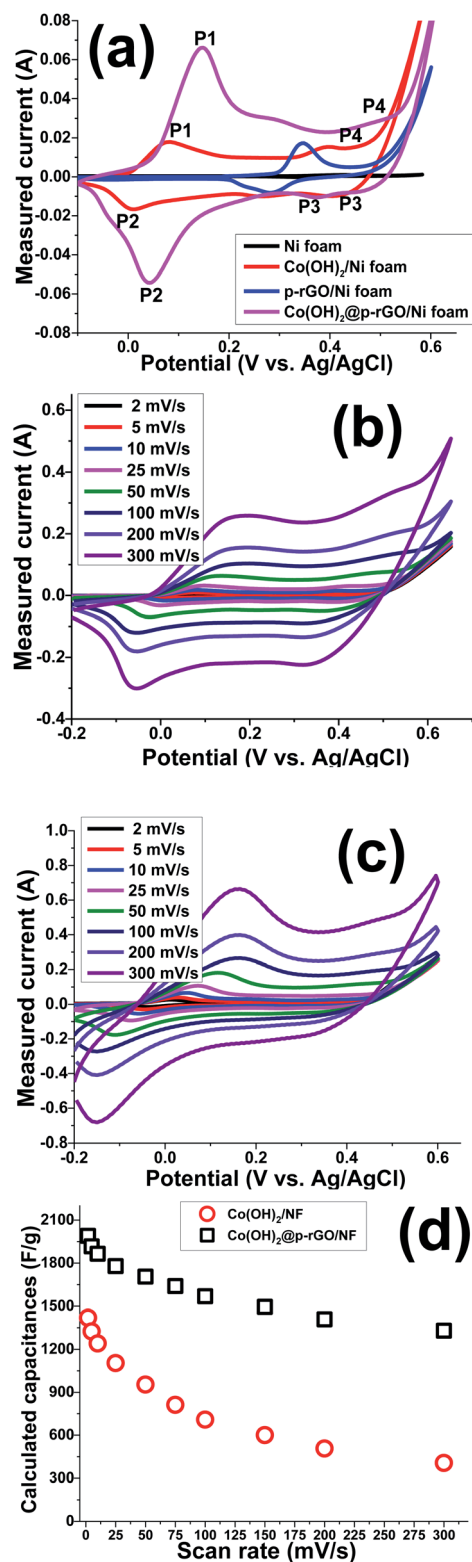 (a)
0.08
0.06
0.04
0.02
0.00
-0.02
-0.04
-0.06
-0.08
Measured current (A)
P1
P1
P4
P4
P2
P3
P3
P2
Ni foam
Co(OH)2/Ni foam
p-rGO/Ni foam
Co(OH)2@p-rGO/Ni foam
0.0 0.2 0.4 0.6
Potential (V vs. Ag/AgCl)
(b)
0.6
0.4
0.2
0.0
-0.2
-0.4
Measured current (A)
2 mV/s
5 mV/s
10 mV/s
25 mV/s
50 mV/s
100 mV/s
200 mV/s
300 mV/s
-0.2 0.0 0.2 0.4 0.6
Potential (V vs. Ag/AgCl)
(c)
1.0
0.8
0.6
0.4
0.2
0.0
-0.2
-0.4
-0.6
-0.8
Measured current (A)
2 mV/s
5 mV/s
10 mV/s
25 mV/s
50 mV/s
100 mV/s
200 mV/s
300 mV/s
-0.2 0.0 0.2 0.4 0.6
Potential (V vs. Ag/AgCl)
(d)
Co(OH)2/NF
Co(OH)2@p-rGO/NF
2100
1800
1500
1200
900
600
300
0
Calculated capacitances (F/g)
0 25 50 75 100 125 150 175 200 225 250 275 300
Scan rate (mV/s)